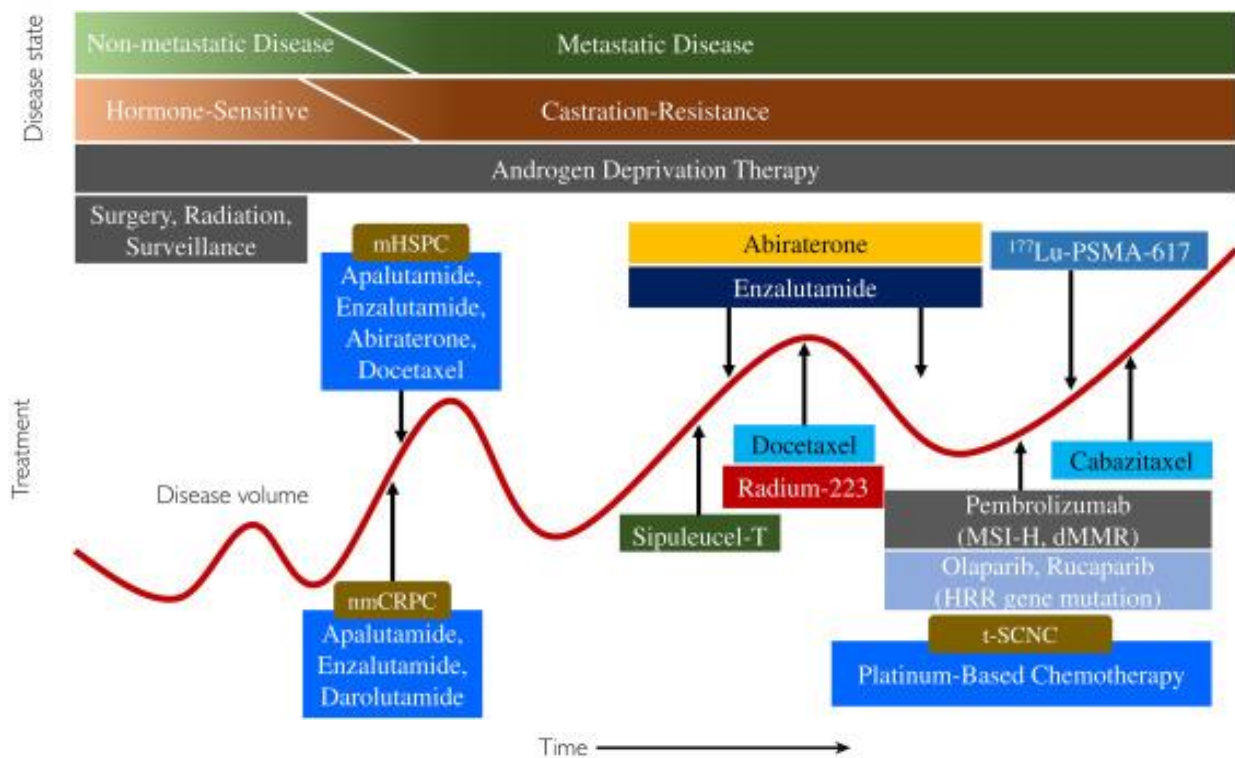 Disease state
Non-metastatic Disease
Metastatic Disease
Hormone-Sensitive
Castration-Resistance
Androgen Deprivation Therapy
Surgery, Radiation,
Surveillance
mHSPC
Apalutamide,
Enzalutamide,
Abiraterone,
Docetaxel
Abiraterone
Enzalutamide
¹⁷⁷Lu-PSMA-617
Treatment
Disease volume
Docetaxel
Radium-223
Sipuleucel-T
Cabazitaxel
Pembrolizumab
(MSI-H, dMMR)
Olaparib, Rucaparib
(HRR gene mutation)
nmCRPC
Apalutamide,
Enzalutamide,
Darolutamide
t-SCNC
Platinum-Based Chemotherapy
Time